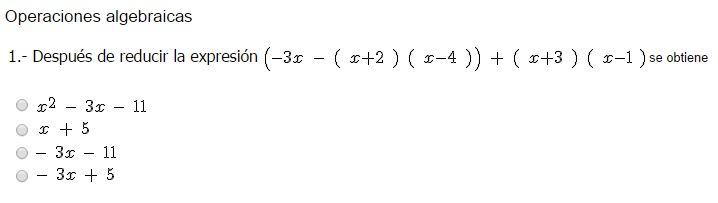 Operaciones algebraicas
1.- Después de reducir la expresión (−3x − ( x+2 ) ( x−4 )) + ( x+3 ) ( x−1 ) se obtiene
x² − 3x − 11
x + 5
− 3x − 11
− 3x + 5